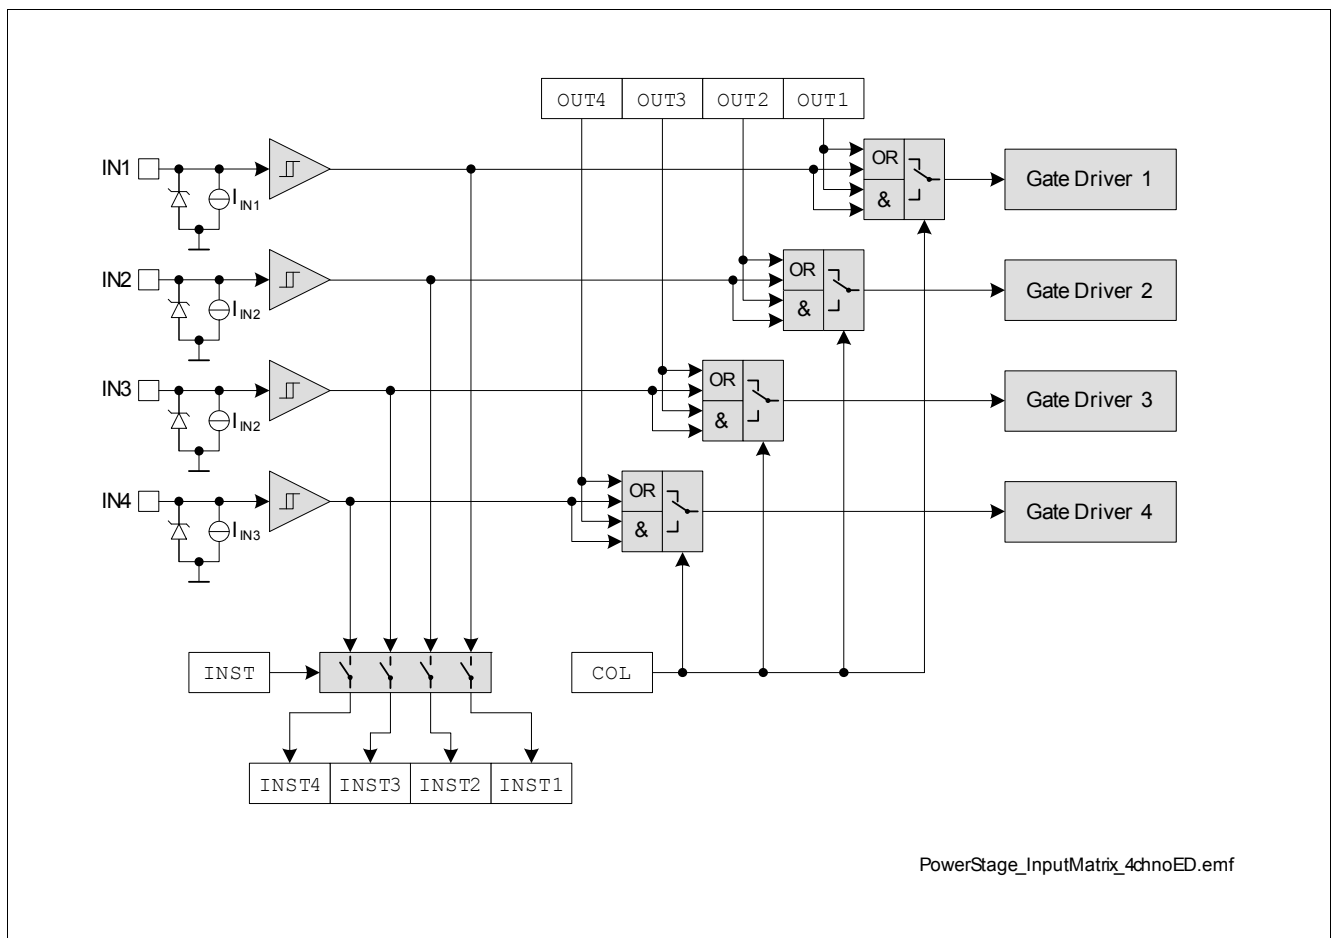 OUT4 OUT3 OUT2 OUT1
IN1
I IN1
OR
&
Gate Driver 1
IN2
I IN2
OR
&
Gate Driver 2
IN3
I IN2
OR
&
Gate Driver 3
IN4
I IN3
OR
&
Gate Driver 4
INST
COL
INST4 INST3 INST2 INST1
PowerStage_InputMatrix_4chnoED.emf